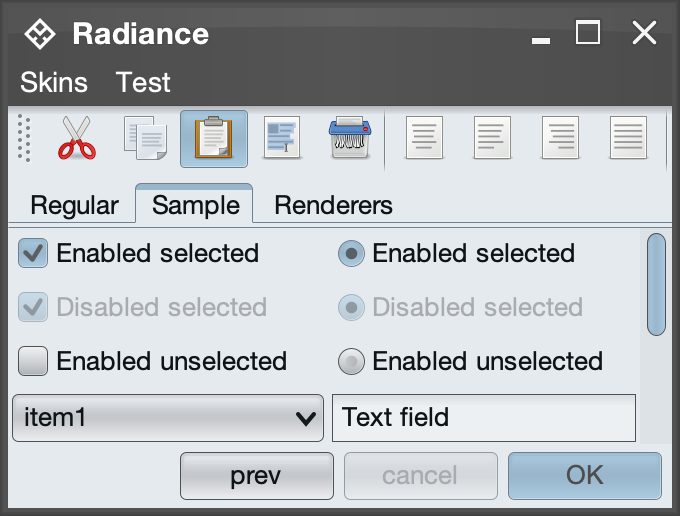 Radiance
Skins Test
Regular Sample Renderers
Enabled selected Enabled selected
Disabled selected Disabled selected
Enabled unselected Enabled unselected
item1 Text field
prev cancel OK